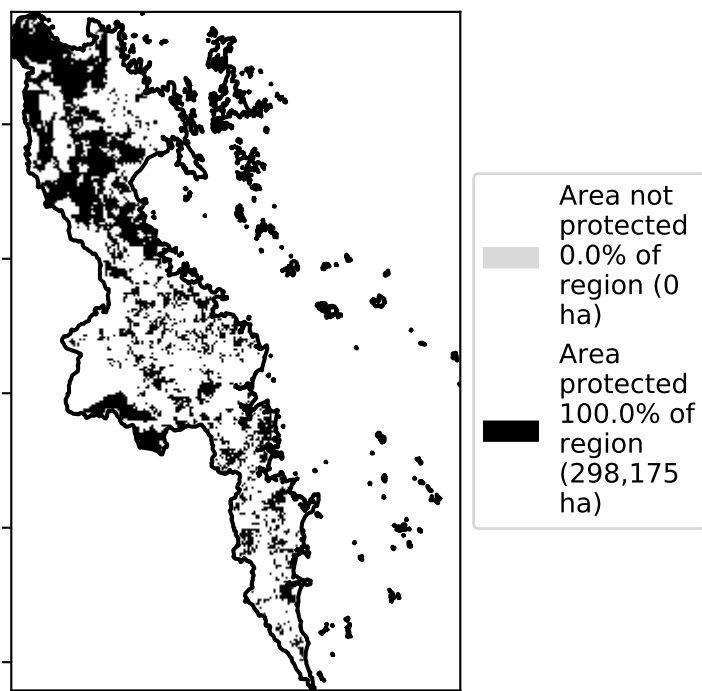 Area not
protected
0.0% of
region (0
ha)
Area
protected
100.0% of
region
(298,175
ha)